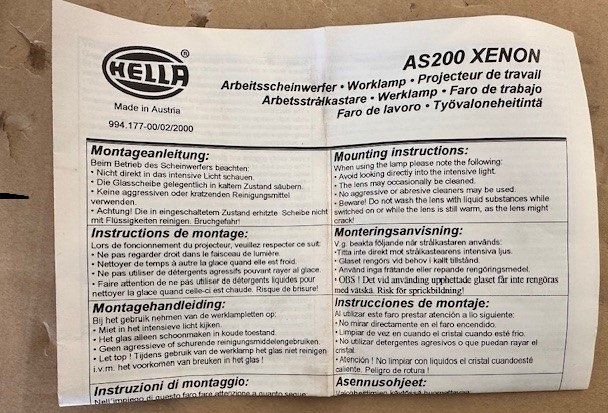 HELLA ®
Made in Austria
994.177-00/02/2000
AS200 XENON
Arbeitsscheinwerfer • Worklamp • Projecteur de travail
Arbetsstrålkastare • Werklamp • Faro de trabajo
Faro de lavoro • Työvaloneheitintä
Montageanleitung:
Beim Betrieb des Scheinwerfers beachten:
• Nicht direkt in das intensive Licht schauen.
• Die Glasscheibe gelegentlich in kaltem Zustand säubern.
• Keine aggressiven oder kratzenden Reinigungsmittel
verwenden.
• Achtung! Die in eingeschaltetem Zustand erhitzte Scheibe nicht
mit Flüssigkeiten reinigen. Bruchgefahr!
Instructions de montage:
Lors de fonctionnement du projecteur, veuillez respecter ce suit:
• Ne pas regarder droit dans le faisceau de lumière.
• Nettoyer de temps à autre la glace quand elle est froid.
• Ne pas utiliser de détergents agressifs pouvant rayer al glace.
• Faire attention de ne pas utiliser de détergents liquides pour
nettoyer la glace quand celle-ci est chaude. Risque de brisure!
Montagehandleiding:
Bij het gebruik nehmen van de werklampletten op:
• Miet in het intensieve licht kijken.
• Het glas alleen schoonmaken in koude toestand.
• Geen agressieve of schurende reinigungsmiddelengebruiken.
• Let top ! Tijdens gebruik van de werklamp het glas niet reinigen
i.v.m. het voorkomen van breuken in het glas !
Instruzioni di montaggio:
Nell'impiego di questo faro fare attenzione a quanto segue:
Mounting instructions:
When using the lamp please note the following:
• Avoid looking directly into the intensive light.
• The lens may occasionally be cleaned.
• No aggressive or abresive cleaners may be used.
• Beware! Do not wash the lens with liquid substances while
switched on or while the lens is still warm, as the lens might
crack!
Monteringsanvisning:
V.g. beakta följande när strålkastaren används:
•Titta inte direkt mot strålkastarens intensiva ljus.
• Glaset rengörs vid behov i kallt tillstånd.
• Använd inga frätande eller repande rengöringsmedel.
• OBS ! Det vid använding upphettade glaset får inte rengöras
med vätska. Risk för sprickbildning!
Instrucciones de montaje:
Al utilizar este faro prestar atención a lo siguiente:
• No mirar directamente en el faro encendido.
• Limpiar de vez en cuando el cristal cuando esté frio.
• No utilizar detergentes agresivos o que puedan rayar el
cristal.
• Atención ! No limpiar con liquidos el cristal cuandoesté
caliente. Peligro de rotura !
Asennusohjeet: